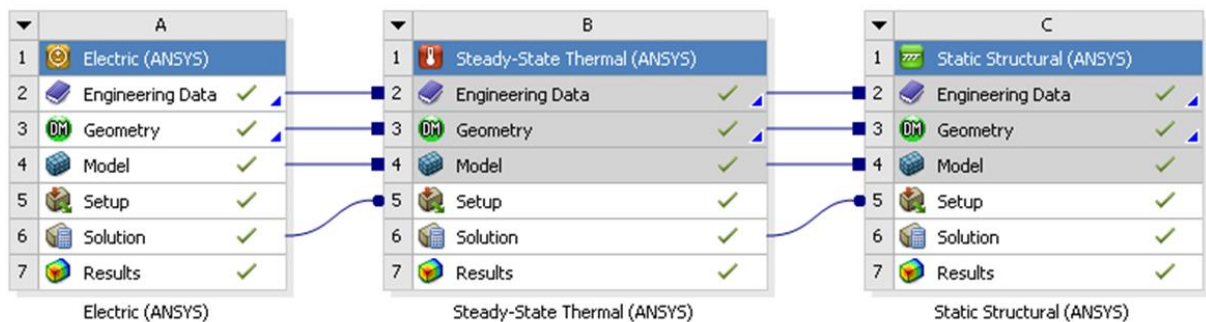 A
1 Electric (ANSYS)
2 Engineering Data
3 DM Geometry
4 Model
5 Setup
6 Solution
7 Results
Electric (ANSYS)
B
1 Steady-State Thermal (ANSYS)
2 Engineering Data
3 DM Geometry
4 Model
5 Setup
6 Solution
7 Results
Steady-State Thermal (ANSYS)
C
1 Static Structural (ANSYS)
2 Engineering Data
3 DM Geometry
4 Model
5 Setup
6 Solution
7 Results
Static Structural (ANSYS)